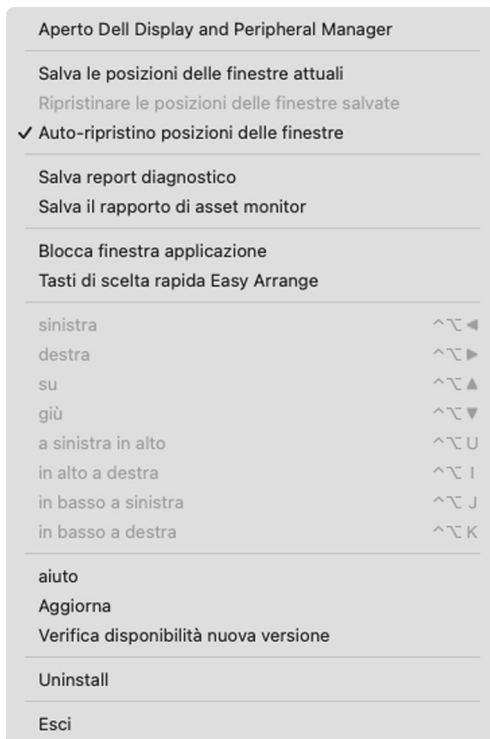 Aperto Dell Display and Peripheral Manager
Salva le posizioni delle finestre attuali
Ripristinare le posizioni delle finestre salvate
✓ Auto-ripristino posizioni delle finestre
Salva report diagnostico
Salva il rapporto di asset monitor
Blocca finestra applicazione
Tasti di scelta rapida Easy Arrange
sinistra ^⌥◀
destra ^⌥▶
su ^⌥▲
giù ^⌥▼
a sinistra in alto ^⌥U
in alto a destra ^⌥I
in basso a sinistra ^⌥J
in basso a destra ^⌥K
aiuto
Aggiorna
Verifica disponibilità nuova versione
Uninstall
Esci